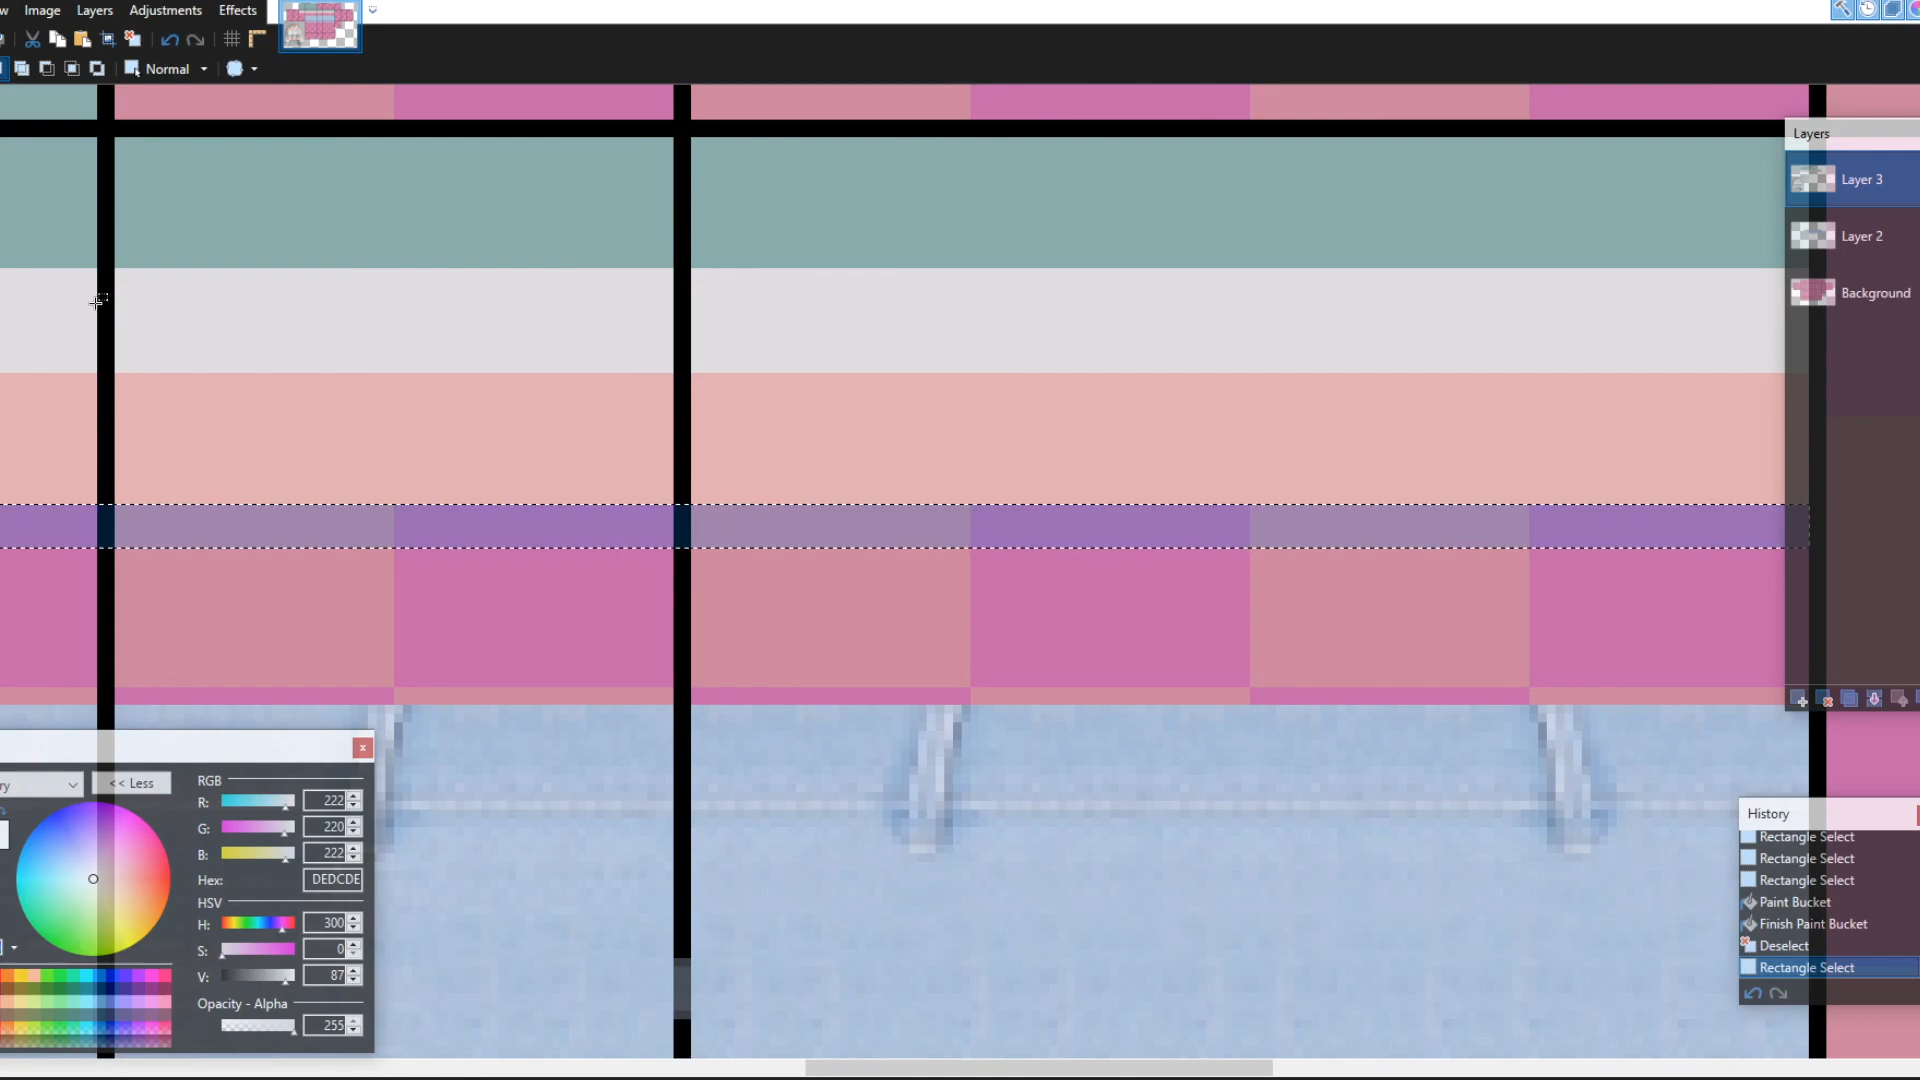 w Image Layers Adjustments Effects
Normal
Layers
Layer 3
Layer 2
Background
ry
<< Less
RGB
R: 222
G: 220
B: 222
Hex: DEDCDE
HSV
H: 300
S: 0
V: 87
Opacity - Alpha
255
History
Rectangle Select
Rectangle Select
Rectangle Select
Paint Bucket
Finish Paint Bucket
Deselect
Rectangle Select